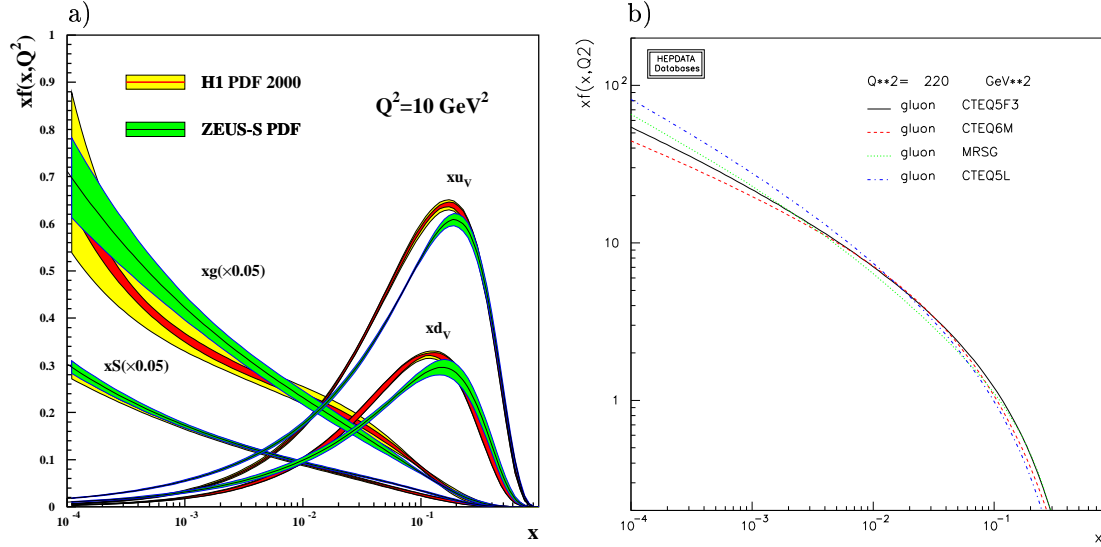 a)
xf(x,Q²)
1
0.9
0.8
0.7
0.6
0.5
0.4
0.3
0.2
0.1
0
10⁻⁴
10⁻³
10⁻²
10⁻¹
x
H1 PDF 2000
ZEUS-S PDF
Q²=10 GeV²
xu_V
xg(×0.05)
xd_V
xS(×0.05)
b)
xf(x,Q2)
HEPDATA
Databases
Q**2= 220 GeV**2
gluon CTEQ5F3
gluon CTEQ6M
gluon MRSG
gluon CTEQ5L
10²
10
1
10⁻⁴
10⁻³
10⁻²
10⁻¹
x